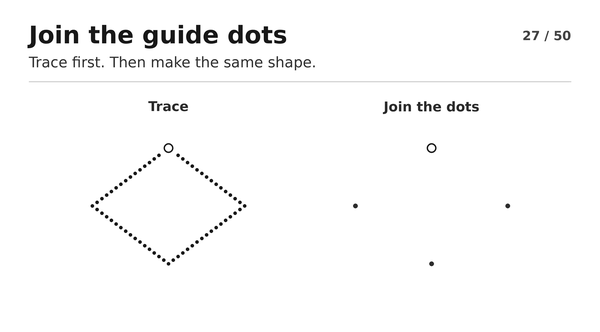 Join the guide dots
27 / 50
Trace first. Then make the same shape.
Trace
Join the dots